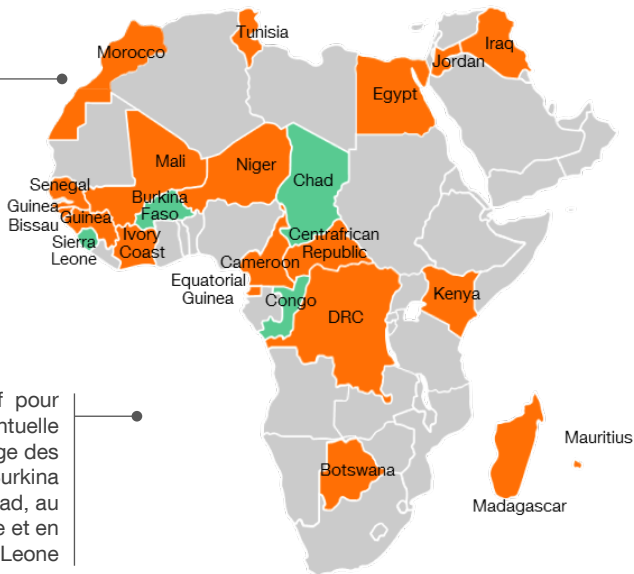 Tunisia
Morocco
Iraq
Jordan
Egypt
Mali
Niger
Chad
Senegal
Burkina
Faso
Guinea
Bissau
Guinea
Sierra
Leone
Ivory
Coast
Centrafrican
Republic
Cameroon
Equatorial
Guinea
Congo
DRC
Kenya
f pour
ntuelle
ge des
urkina
ad, au
e et en
Leone
Botswana
Mauritius
Madagascar